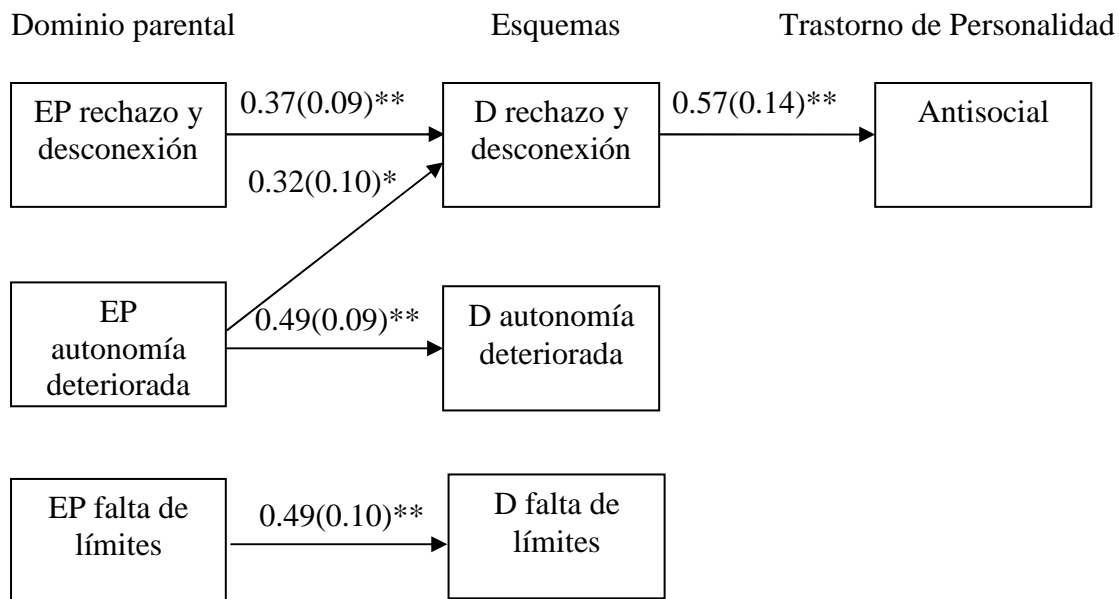 Dominio parental
Esquemas
Trastorno de Personalidad
EP rechazo y
desconexión
0.37(0.09)**
D rechazo y
desconexión
0.57(0.14)**
Antisocial
0.32(0.10)*
EP
autonomía
deteriorada
0.49(0.09)**
D autonomía
deteriorada
EP falta de
límites
0.49(0.10)**
D falta de
límites